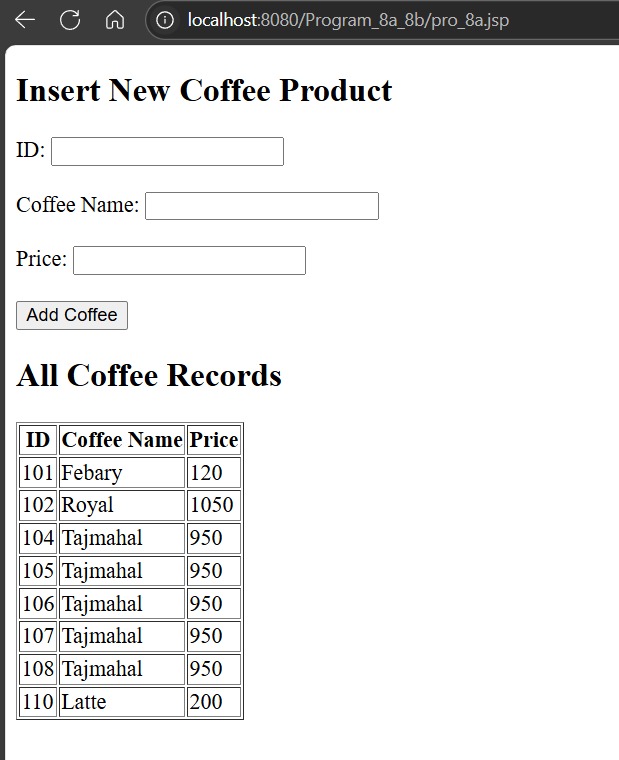 localhost:8080/Program_8a_8b/pro_8a.jsp
Insert New Coffee Product
ID:
Coffee Name:
Price:
Add Coffee
All Coffee Records
ID Coffee Name Price
101 Febary 120
102 Royal 1050
104 Tajmahal 950
105 Tajmahal 950
106 Tajmahal 950
107 Tajmahal 950
108 Tajmahal 950
110 Latte 200